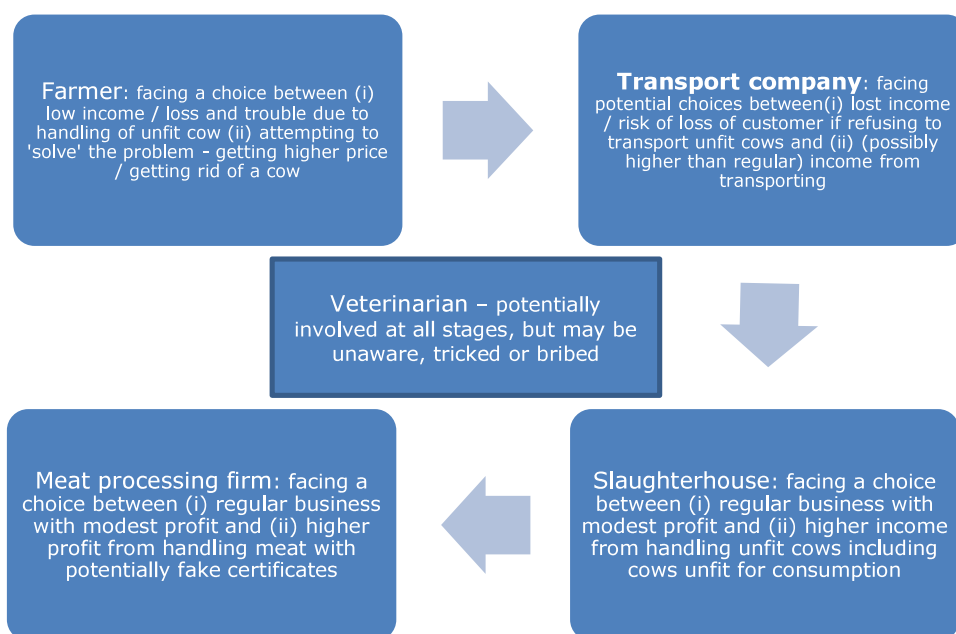 Farmer: facing a choice between (i)
low income / loss and trouble due to
handling of unfit cow (ii) attempting to
'solve' the problem - getting higher price
/ getting rid of a cow
Transport company: facing
potential choices between(i) lost income
/ risk of loss of customer if refusing to
transport unfit cows and (ii) (possibly
higher than regular) income from
transporting
Veterinarian – potentially
involved at all stages, but may be
unaware, tricked or bribed
Meat processing firm: facing a
choice between (i) regular business
with modest profit and (ii) higher
profit from handling meat with
potentially fake certificates
Slaughterhouse: facing a choice
between (i) regular business with
modest profit and (ii) higher income
from handling unfit cows including
cows unfit for consumption